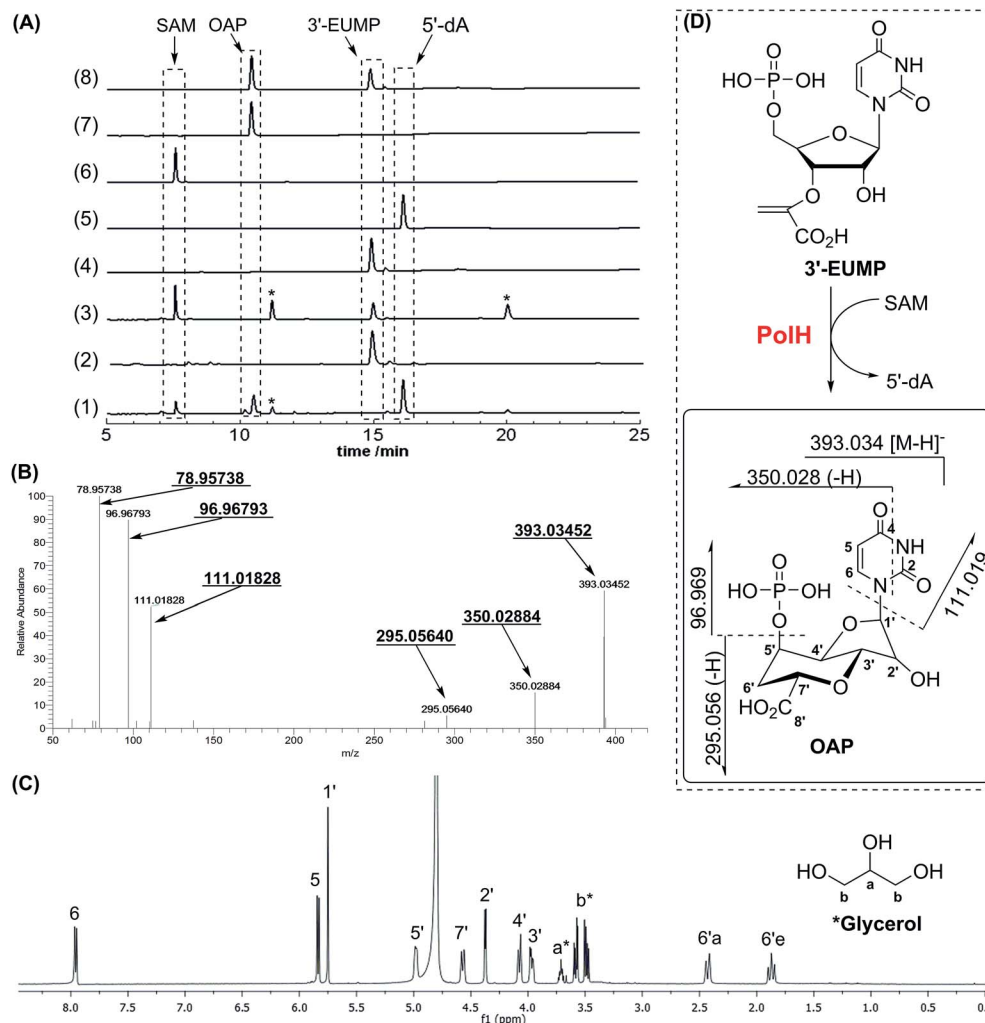 (A)
SAM
OAP
3'-EUMP
5'-dA
(8)
(7)
(6)
(5)
(4)
(3)
*
*
(2)
(1)
*
5
10
15
20
25
time /min
(B)
100
90
80
70
60
50
40
30
20
10
0
Relative Abundance
78.95738
78.95738
96.96793
96.96793
111.01828
111.01828
295.05640
295.05640
350.02884
350.02884
393.03452
393.03452
50
100
150
200
250
300
350
400
m/z
(C)
6
5
1'
5'
7'
2'
4'
3'
a*
b*
6'a
6'e
HO
OH
OH
a
b
b
*Glycerol
8.0
7.5
7.0
6.5
6.0
5.5
5.0
4.5
4.0
3.5
3.0
2.5
2.0
1.5
1.0
0.5
0.0
f1 (ppm)
(D)
O
NH
O
N
O
HO P OH
O
O
OH
O
CO2H
3'-EUMP
SAM
PolH
5'-dA
393.034 [M-H]-
350.028 (-H)
O
4
5
NH
6
2
N
O
111.019
96.969
O
HO P OH
O
O
1'
5'
4'
3'
2'
OH
6'
7'
O
HO2C
8'
295.056 (-H)
OAP